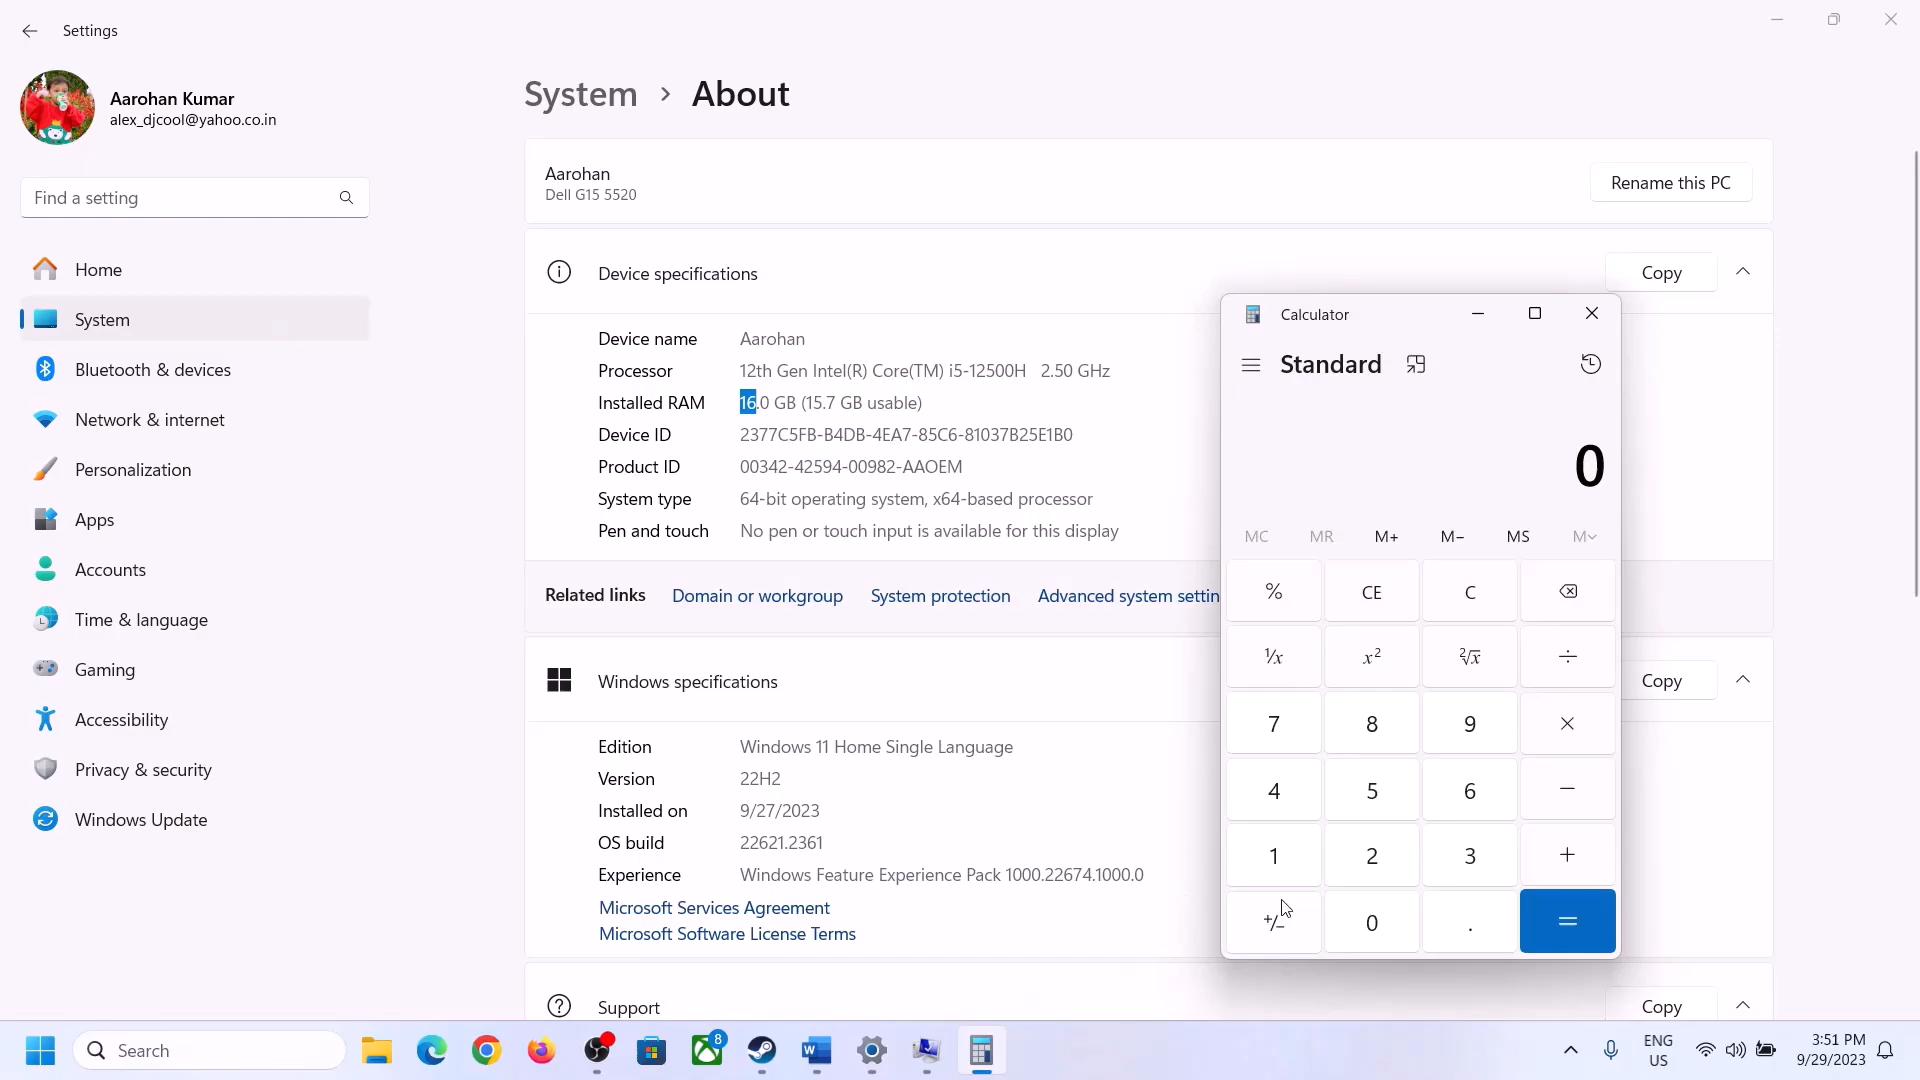 Settings
Aarohan Kumar
alex_djcool@yahoo.co.in
Find a setting
Home
System
Bluetooth & devices
Network & internet
Personalization
Apps
Accounts
Time & language
Gaming
Accessibility
Privacy & security
Windows Update
System > About
Aarohan
Dell G15 5520
Rename this PC
Device specifications
Copy
Device name Aarohan
Processor 12th Gen Intel(R) Core(TM) i5-12500H 2.50 GHz
Installed RAM 16.0 GB (15.7 GB usable)
Device ID 2377C5FB-B4DB-4EA7-85C6-81037B25E1B0
Product ID 00342-42594-00982-AAOEM
System type 64-bit operating system, x64-based processor
Pen and touch No pen or touch input is available for this display
Related links Domain or workgroup System protection Advanced system settin
Windows specifications
Copy
Edition Windows 11 Home Single Language
Version 22H2
Installed on 9/27/2023
OS build 22621.2361
Experience Windows Feature Experience Pack 1000.22674.1000.0
Microsoft Services Agreement
Microsoft Software License Terms
Support
Copy
Calculator
Standard
0
MC MR M+ M− MS M
% CE C
¹/x x² ²√x ÷
7 8 9 ×
4 5 6 −
1 2 3 +
+/− 0 . =
Search
8
ENG
US
3:51 PM
9/29/2023